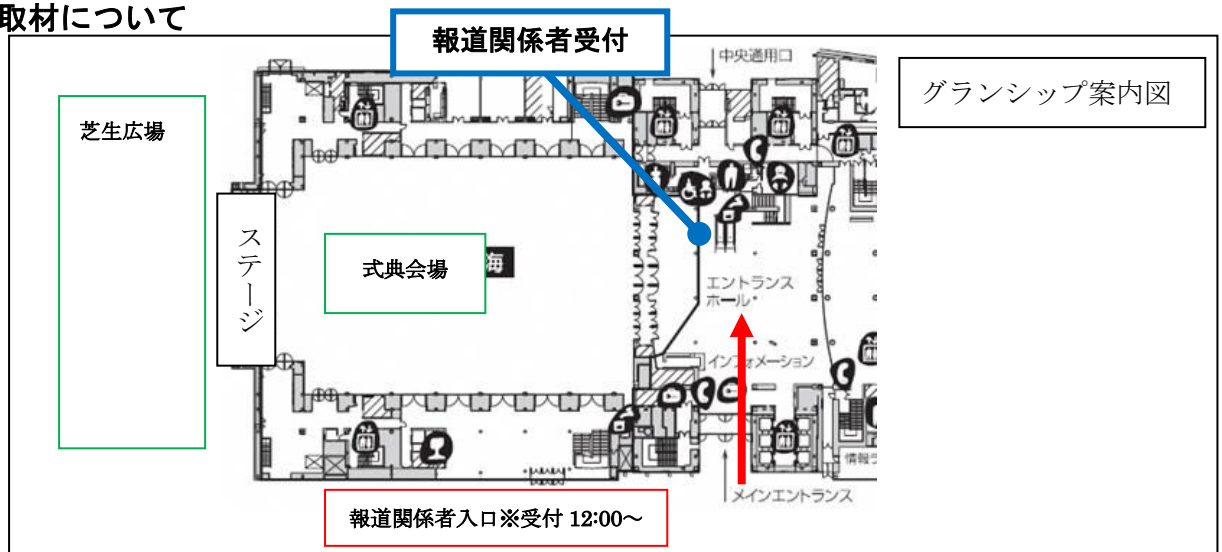 取材について
報道関係者受付
中央通用口
グランシップ案内図
芝生広場
ステージ
式典会場
海
エントランス
ホール
インフォメーション
情報ラ
メインエントランス
報道関係者入口※受付 12:00～